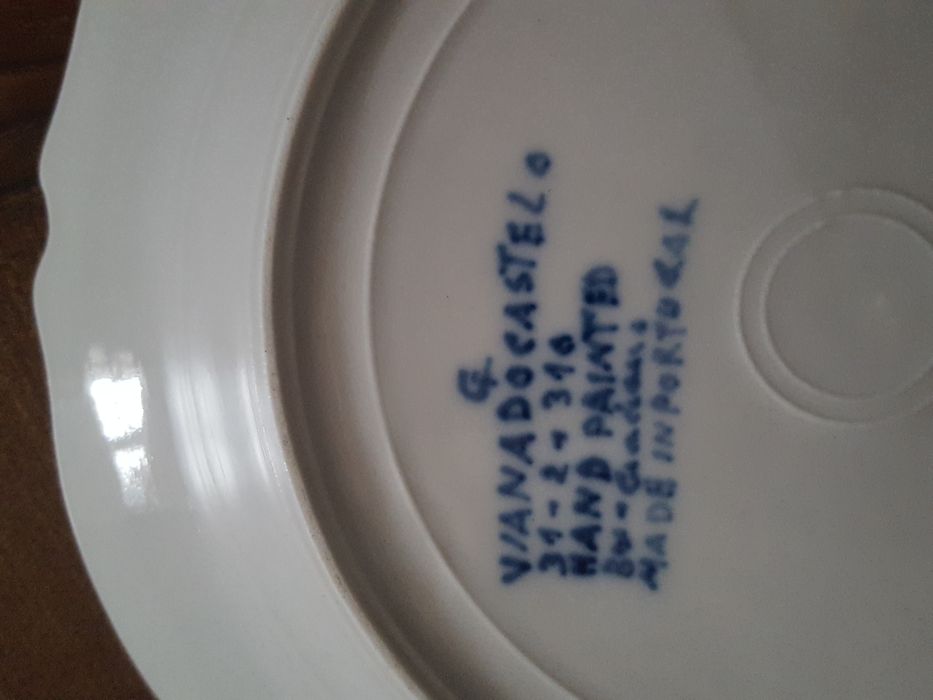 VIANADOCASTELO
31-2-310
HAND PAINTED
MADE IN PORTUGAL